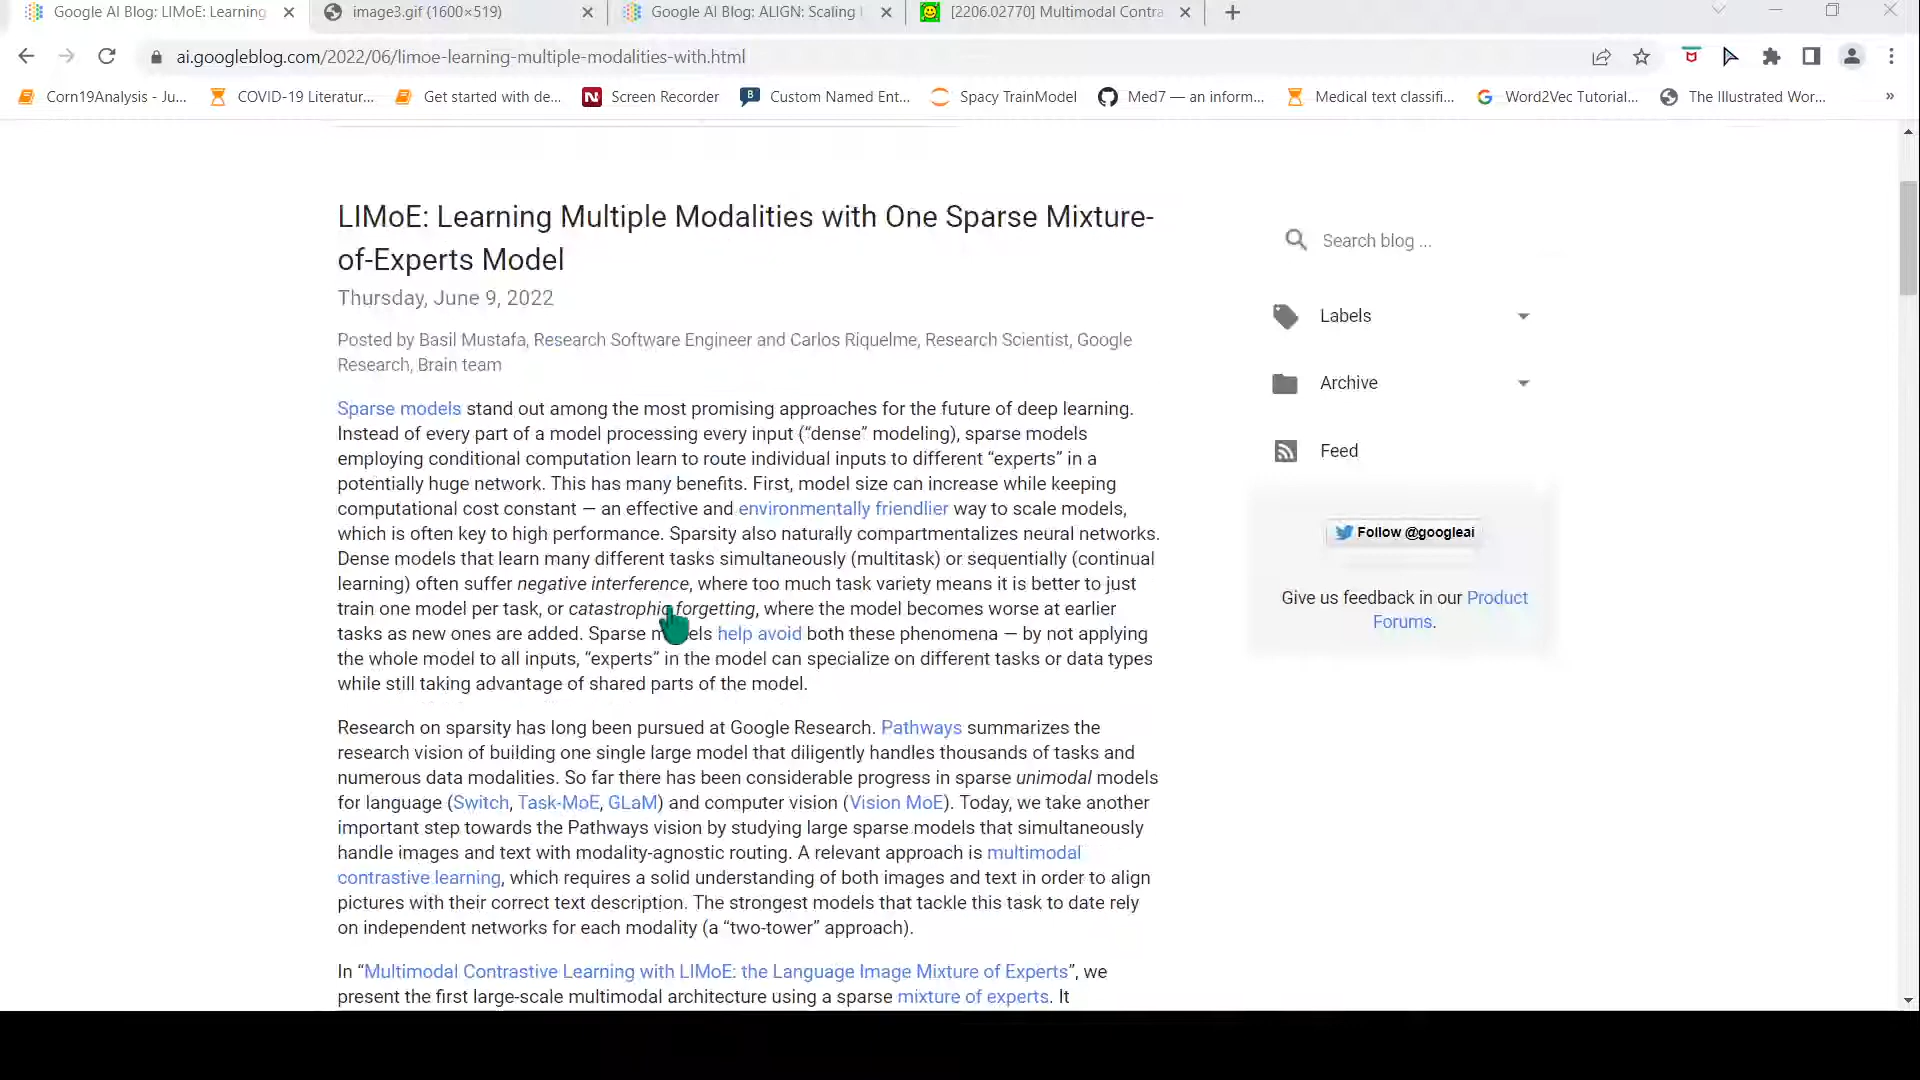 Google AI Blog: LIMoE: Learning
image3.gif (1600×519)
Google AI Blog: ALIGN: Scaling
[2206.02770] Multimodal Contra
ai.googleblog.com/2022/06/limoe-learning-multiple-modalities-with.html
Corn19Analysis - Ju...
COVID-19 Literatur...
Get started with de...
Screen Recorder
Custom Named Ent...
Spacy TrainModel
Med7 — an inform...
Medical text classifi...
Word2Vec Tutorial...
The Illustrated Wor...
»
LIMoE: Learning Multiple Modalities with One Sparse Mixture-
of-Experts Model
Thursday, June 9, 2022
Posted by Basil Mustafa, Research Software Engineer and Carlos Riquelme, Research Scientist, Google
Research, Brain team
Sparse models stand out among the most promising approaches for the future of deep learning.
Instead of every part of a model processing every input (“dense” modeling), sparse models
employing conditional computation learn to route individual inputs to different “experts” in a
potentially huge network. This has many benefits. First, model size can increase while keeping
computational cost constant — an effective and environmentally friendlier way to scale models,
which is often key to high performance. Sparsity also naturally compartmentalizes neural networks.
Dense models that learn many different tasks simultaneously (multitask) or sequentially (continual
learning) often suffer negative interference, where too much task variety means it is better to just
train one model per task, or catastrophic forgetting, where the model becomes worse at earlier
tasks as new ones are added. Sparse models help avoid both these phenomena — by not applying
the whole model to all inputs, “experts” in the model can specialize on different tasks or data types
while still taking advantage of shared parts of the model.
Research on sparsity has long been pursued at Google Research. Pathways summarizes the
research vision of building one single large model that diligently handles thousands of tasks and
numerous data modalities. So far there has been considerable progress in sparse unimodal models
for language (Switch, Task-MoE, GLaM) and computer vision (Vision MoE). Today, we take another
important step towards the Pathways vision by studying large sparse models that simultaneously
handle images and text with modality-agnostic routing. A relevant approach is multimodal
contrastive learning, which requires a solid understanding of both images and text in order to align
pictures with their correct text description. The strongest models that tackle this task to date rely
on independent networks for each modality (a “two-tower” approach).
In “Multimodal Contrastive Learning with LIMoE: the Language Image Mixture of Experts”, we
present the first large-scale multimodal architecture using a sparse mixture of experts. It
Search blog ...
Labels
Archive
Feed
Follow @googleai
Give us feedback in our Product
Forums.